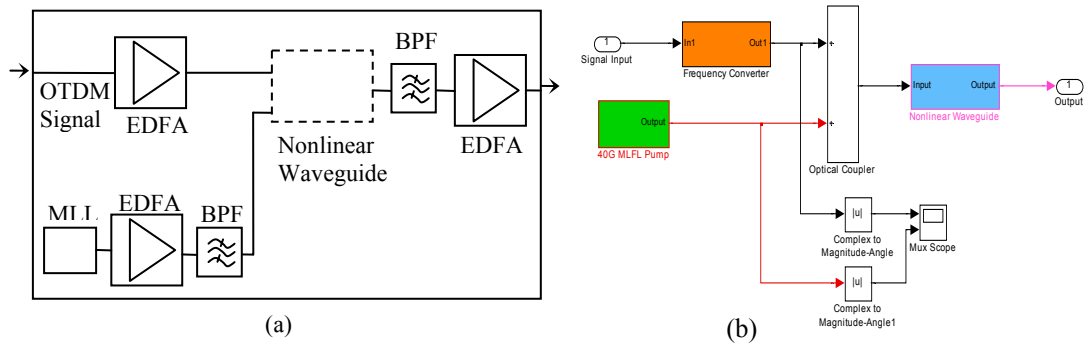 OTDM
Signal
EDFA
Nonlinear
Waveguide
BPF
EDFA
MLL
EDFA
BPF
(a)
1
Signal Input
In1
Out1
Frequency Converter
Output
40G MLFL Pump
+
+
Optical Coupler
Input
Output
Nonlinear Waveguide
1
Output
|u|
Complex to
Magnitude-Angle
Mux Scope
|u|
Complex to
Magnitude-Angle1
(b)